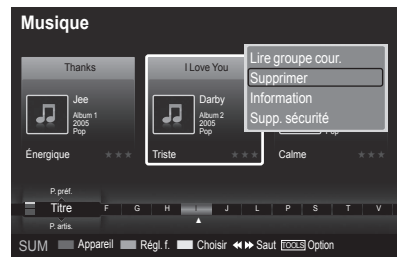 Musique
Thanks
Jee
Album 1
2005
Pop
Énergique
I Love You
Darby
Album 2
2005
Pop
Triste
Lire groupe cour.
Supprimer
Information
Supp. sécurité
Pop
Calme
P. préf.
Titre F G H I J L P S T V
P. artis.
SUM Appareil Régl. f. Choisir Saut TOOLS Option